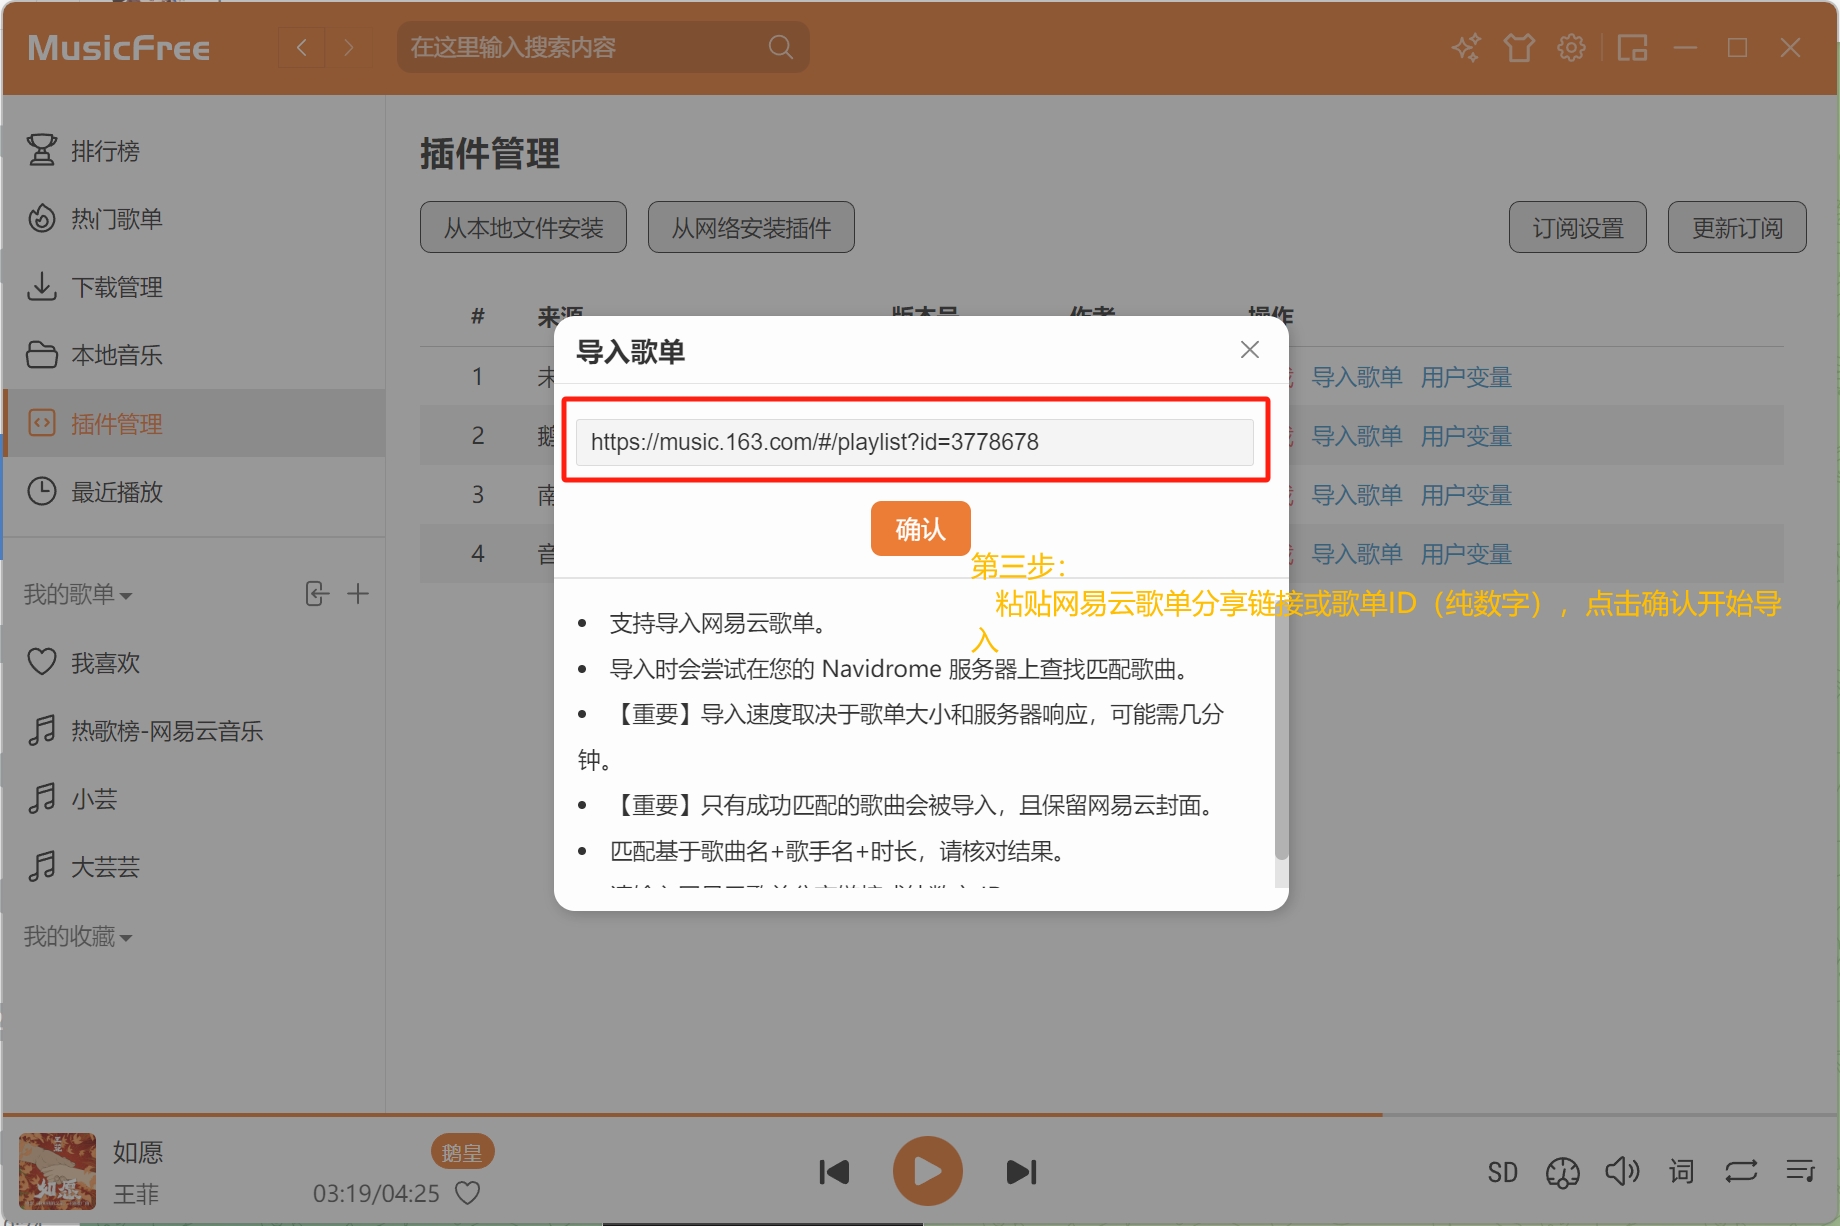 MusicFree
在这里输入搜索内容
排行榜
热门歌单
下载管理
本地音乐
插件管理
最近播放
我的歌单
我喜欢
热歌榜-网易云音乐
小芸
大芸芸
我的收藏
插件管理
从本地文件安装 从网络安装插件 订阅设置 更新订阅
# 来源 版本号 作者 操作
1 未 导入歌单 用户变量
2 鹅 导入歌单 用户变量
3 南 导入歌单 用户变量
4 音 导入歌单 用户变量
导入歌单
https://music.163.com/#/playlist?id=3778678
确认
第三步：
粘贴网易云歌单分享链接或歌单ID（纯数字），点击确认开始导
入
• 支持导入网易云歌单。
• 导入时会尝试在您的 Navidrome 服务器上查找匹配歌曲。
• 【重要】导入速度取决于歌单大小和服务器响应，可能需几分
钟。
• 【重要】只有成功匹配的歌曲会被导入，且保留网易云封面。
• 匹配基于歌曲名+歌手名+时长，请核对结果。
如愿
王菲
鹅皇
03:19/04:25
SD
词
如愿